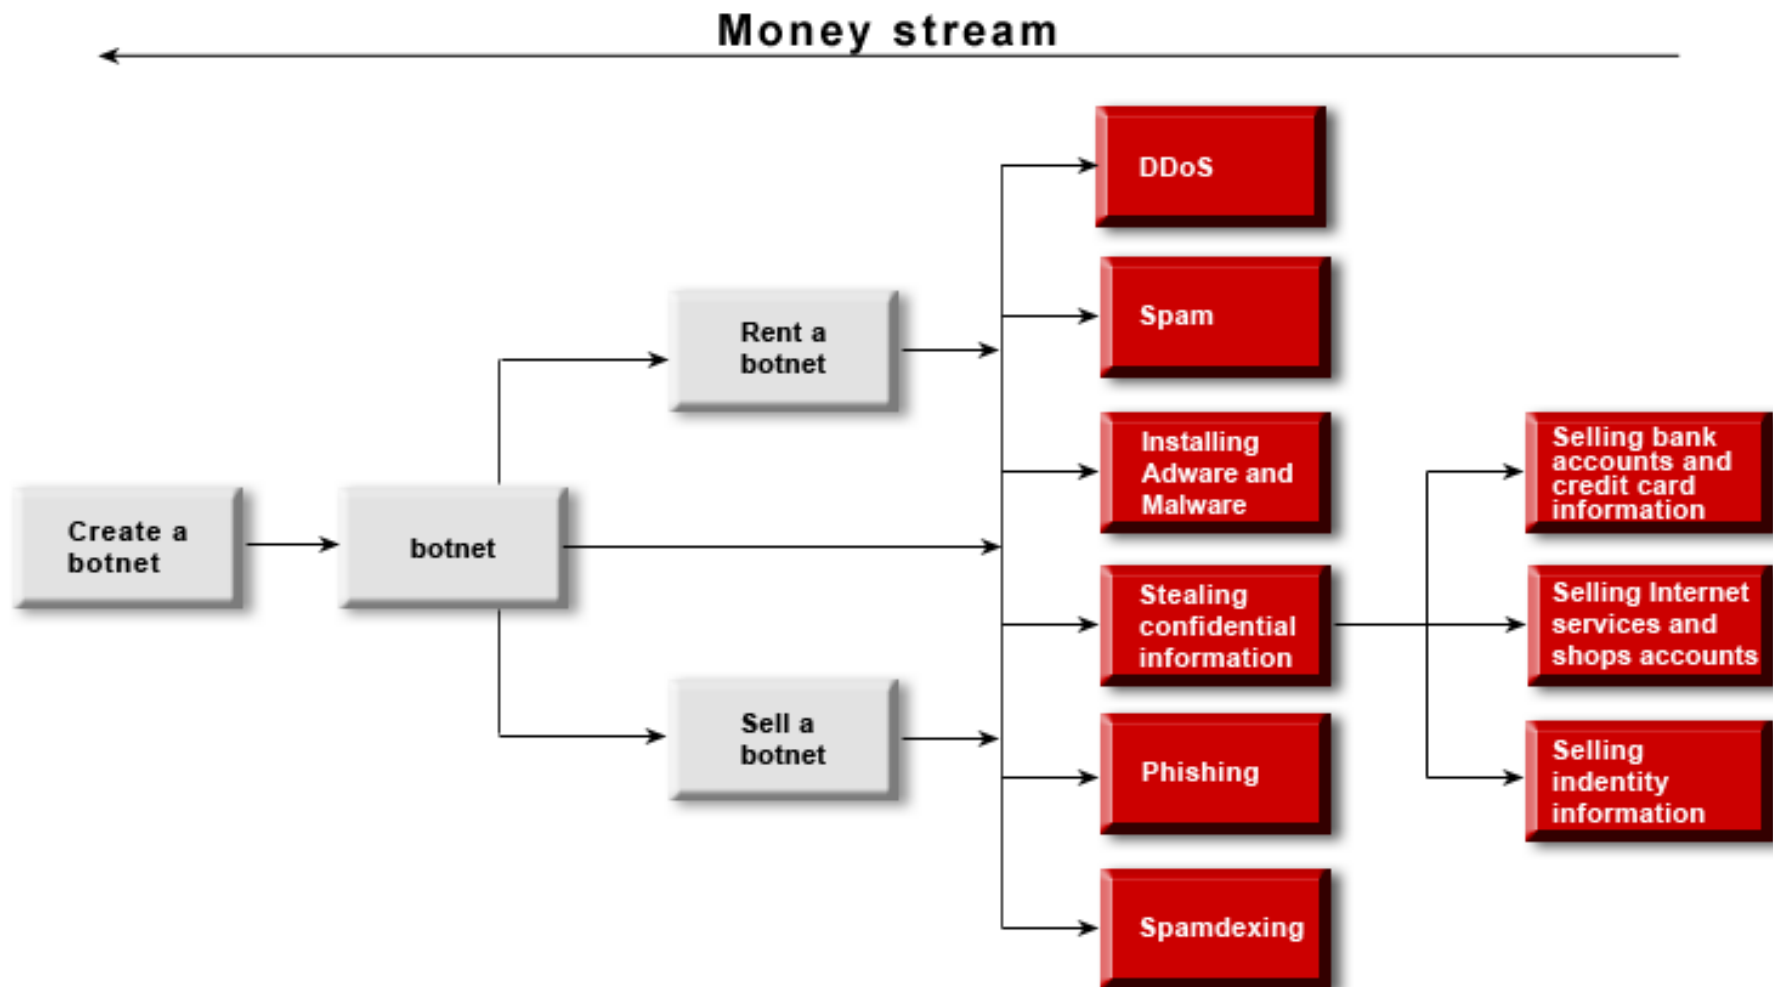 Money stream
DDoS
Spam
Rent a
botnet
Installing
Adware and
Malware
Selling bank
accounts and
credit card
information
Create a
botnet
botnet
Stealing
confidential
information
Selling Internet
services and
shops accounts
Sell a
botnet
Phishing
Selling
indentity
information
Spamdexing